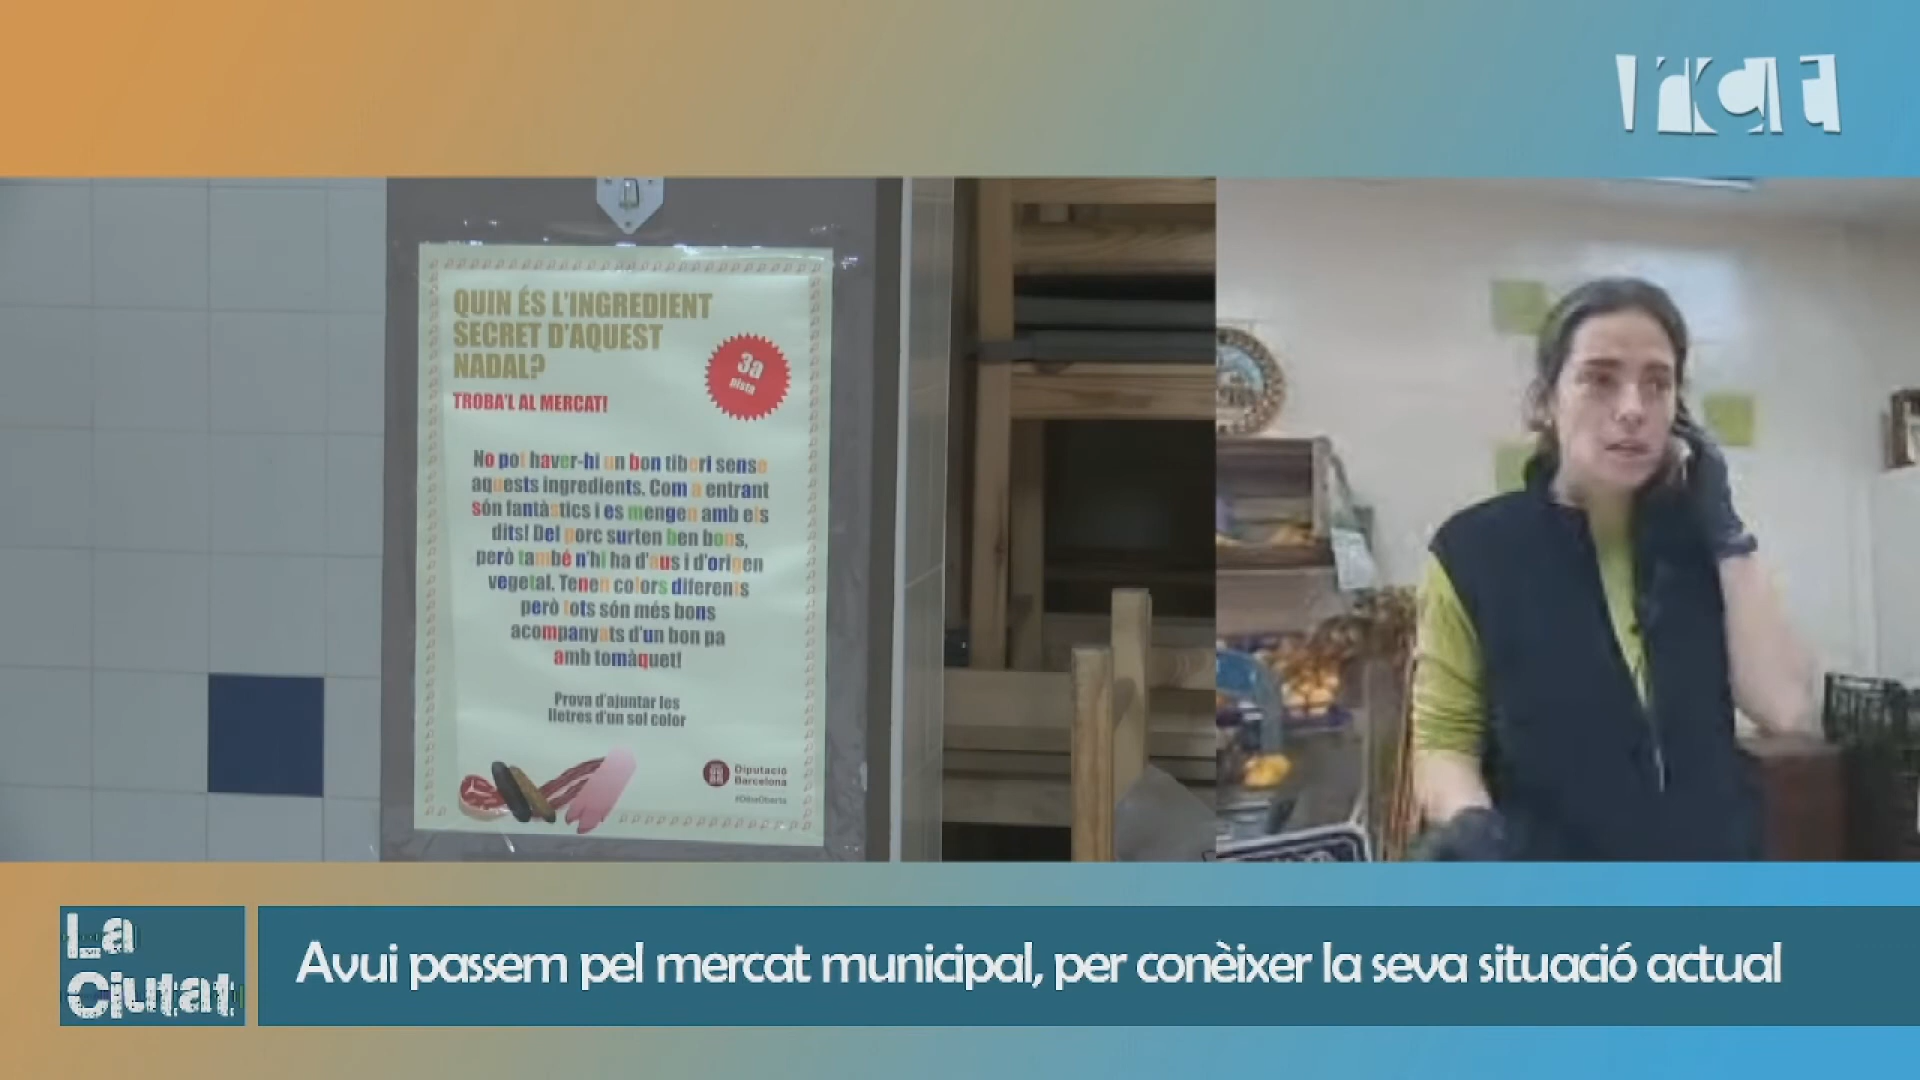 QUIN ÉS L'INGREDIENT
SECRET D'AQUEST
NADAL?
3a
pista
TROBA'L AL MERCAT!
No pot haver-hi un bon tiberi sense
aquests ingredients. Com a entrant
són fantàstics i es mengen amb els
dits! Del porc surten ben bons,
però també n'hi ha d'aus i d'origen
vegetal. Tenen colors diferents
però tots són més bons
acompanyats d'un bon pa
amb tomàquet!
Prova d'ajuntar les
lletres d'un sol color
Diputació
Barcelona
La
Ciutat
Avui passem pel mercat municipal, per conèixer la seva situació actual